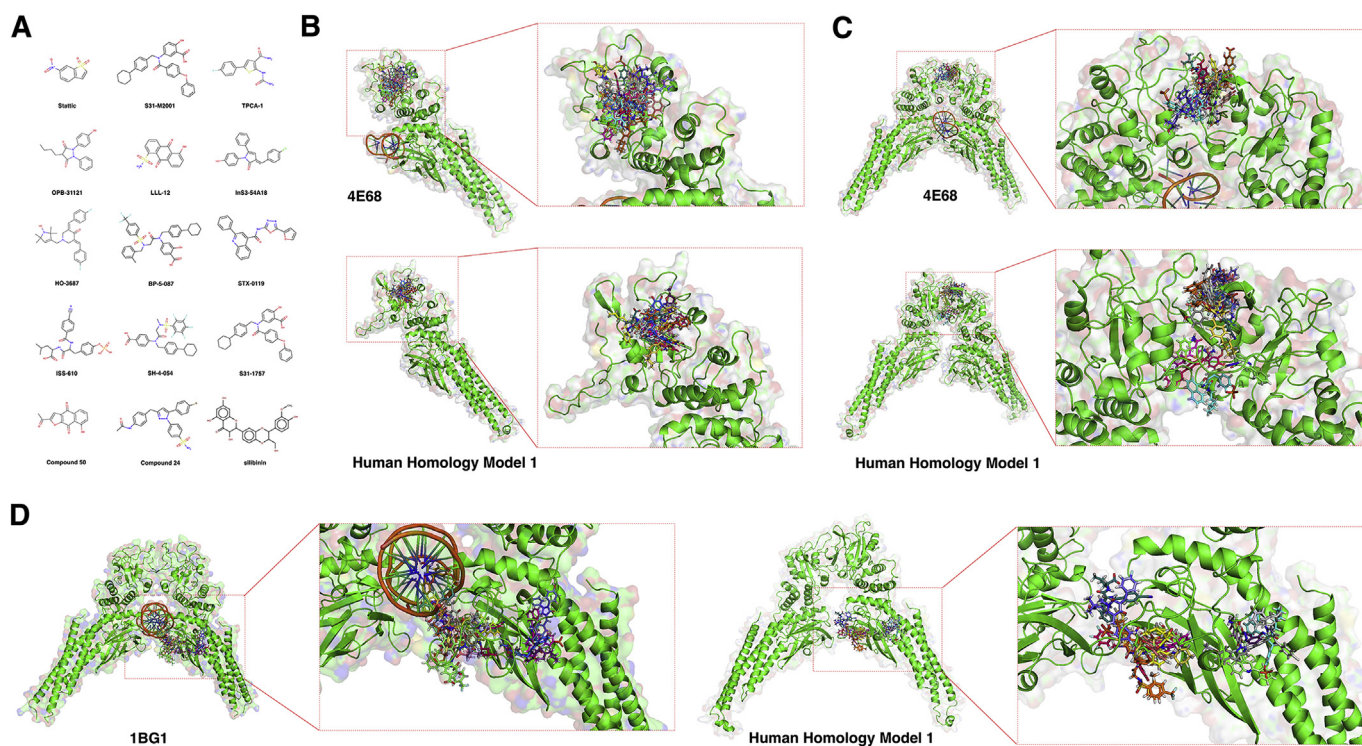 A
B
C
Stattic
S31-M2001
TPCA-1
OPB-31121
LLL-12
InS3-54A18
HO-3687
BP-5-087
STX-0119
ISS-610
SH-4-054
S31-1757
Compound 50
Compound 24
silibinin
4E68
Human Homology Model 1
4E68
Human Homology Model 1
D
1BG1
Human Homology Model 1